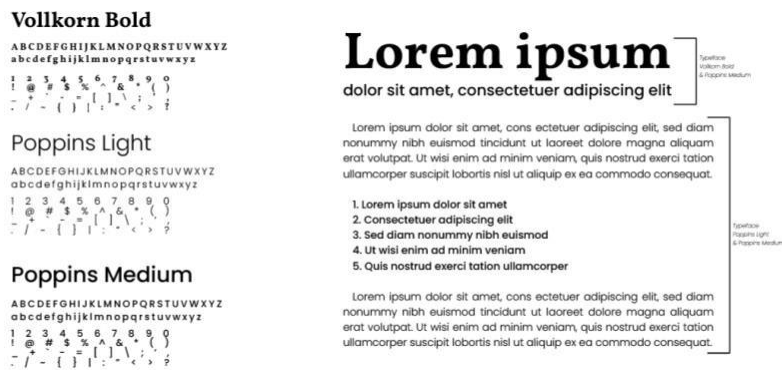 Vollkorn Bold
ABCDEFGHIJKLMNOPQRSTUVWXYZ
abcdefghijklmnopqrstuvwxyz
1 2 3 4 5 6 7 8 9 0
! @ # $ % ^ & * ( )
_ + ` - = [ ] \ ; ' ,
. / ~ { } | : " < > ?
Poppins Light
ABCDEFGHIJKLMNOPQRSTUVWXYZ
abcdefghijklmnopqrstuvwxyz
1 2 3 4 5 6 7 8 9 0
! @ # $ % ^ & * ( )
_ + ` - = [ ] \ ; ' ,
. / ~ { } | : " < > ?
Poppins Medium
ABCDEFGHIJKLMNOPQRSTUVWXYZ
abcdefghijklmnopqrstuvwxyz
1 2 3 4 5 6 7 8 9 0
! @ # $ % ^ & * ( )
_ + ` - = [ ] \ ; ' ,
. / ~ { } | : " < > ?
Lorem ipsum
dolor sit amet, consectetuer adipiscing elit
Typeface
Vollkorn Bold
& Poppins Medium
Lorem ipsum dolor sit amet, cons ectetuer adipiscing elit, sed diam
nonummy nibh euismod tincidunt ut laoreet dolore magna aliquam
erat volutpat. Ut wisi enim ad minim veniam, quis nostrud exerci tation
ullamcorper suscipit lobortis nisl ut aliquip ex ea commodo consequat.
1. Lorem ipsum dolor sit amet
2. Consectetuer adipiscing elit
3. Sed diam nonummy nibh euismod
4. Ut wisi enim ad minim veniam
5. Quis nostrud exerci tation ullamcorper
Lorem ipsum dolor sit amet, cons ectetuer adipiscing elit, sed diam
nonummy nibh euismod tincidunt ut laoreet dolore magna aliquam
erat volutpat. Ut wisi enim ad minim veniam, quis nostrud exerci tation
ullamcorper suscipit lobortis nisl ut aliquip ex ea commodo consequat.
Typeface
Poppins Light
& Poppins Medium